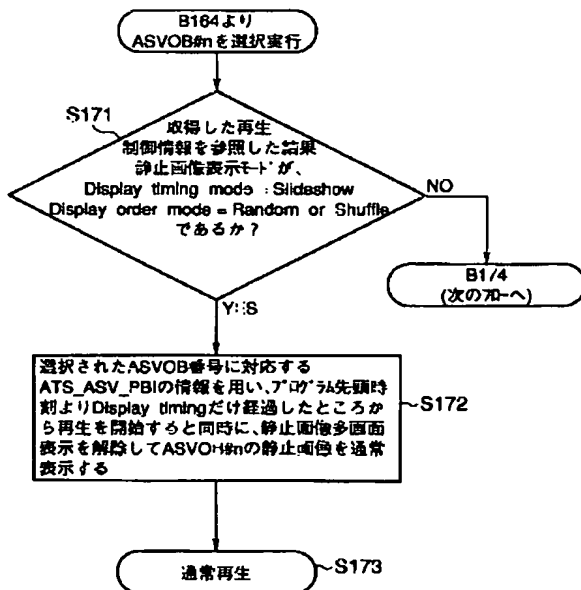 B164より
ASVOB#nを選択実行
S171
取得した再生
制御情報を参照した結果
静止画像表示モードが、
Display timing mode : Slideshow
Display order mode = Random or Shuffle
であるか?
NO
B1/4
(次のフローへ)
YES
選択されたASVOB番号に対応する
ATS_ASV_PBIの情報を用い、プログラム先頭時
刻よりDisplay timingだけ経過したところか
ら再生を開始すると同時に、静止画像多画面
表示を解除してASVOB#nの静止画像を通常
表示する
S172
通常再生
S173